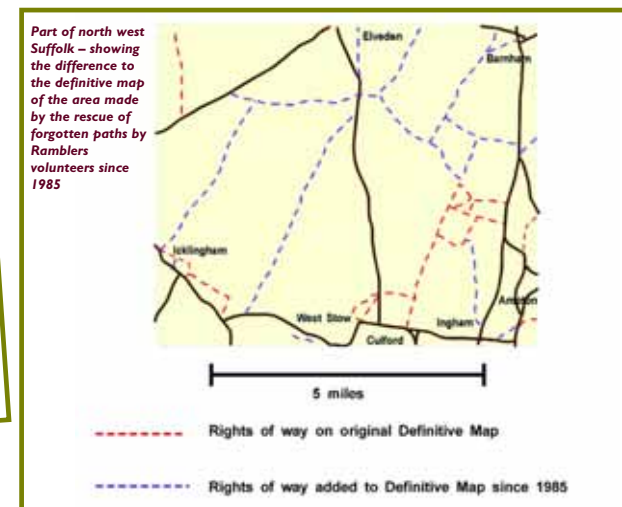 Part of north west
Suffolk – showing
the difference to
the definitive map
of the area made
by the rescue of
forgotten paths by
Ramblers
volunteers since
1985
Elveden
Barnham
Icklingham
Ampton
West Stow
Ingham
Culford
5 miles
Rights of way on original Definitive Map
Rights of way added to Definitive Map since 1985